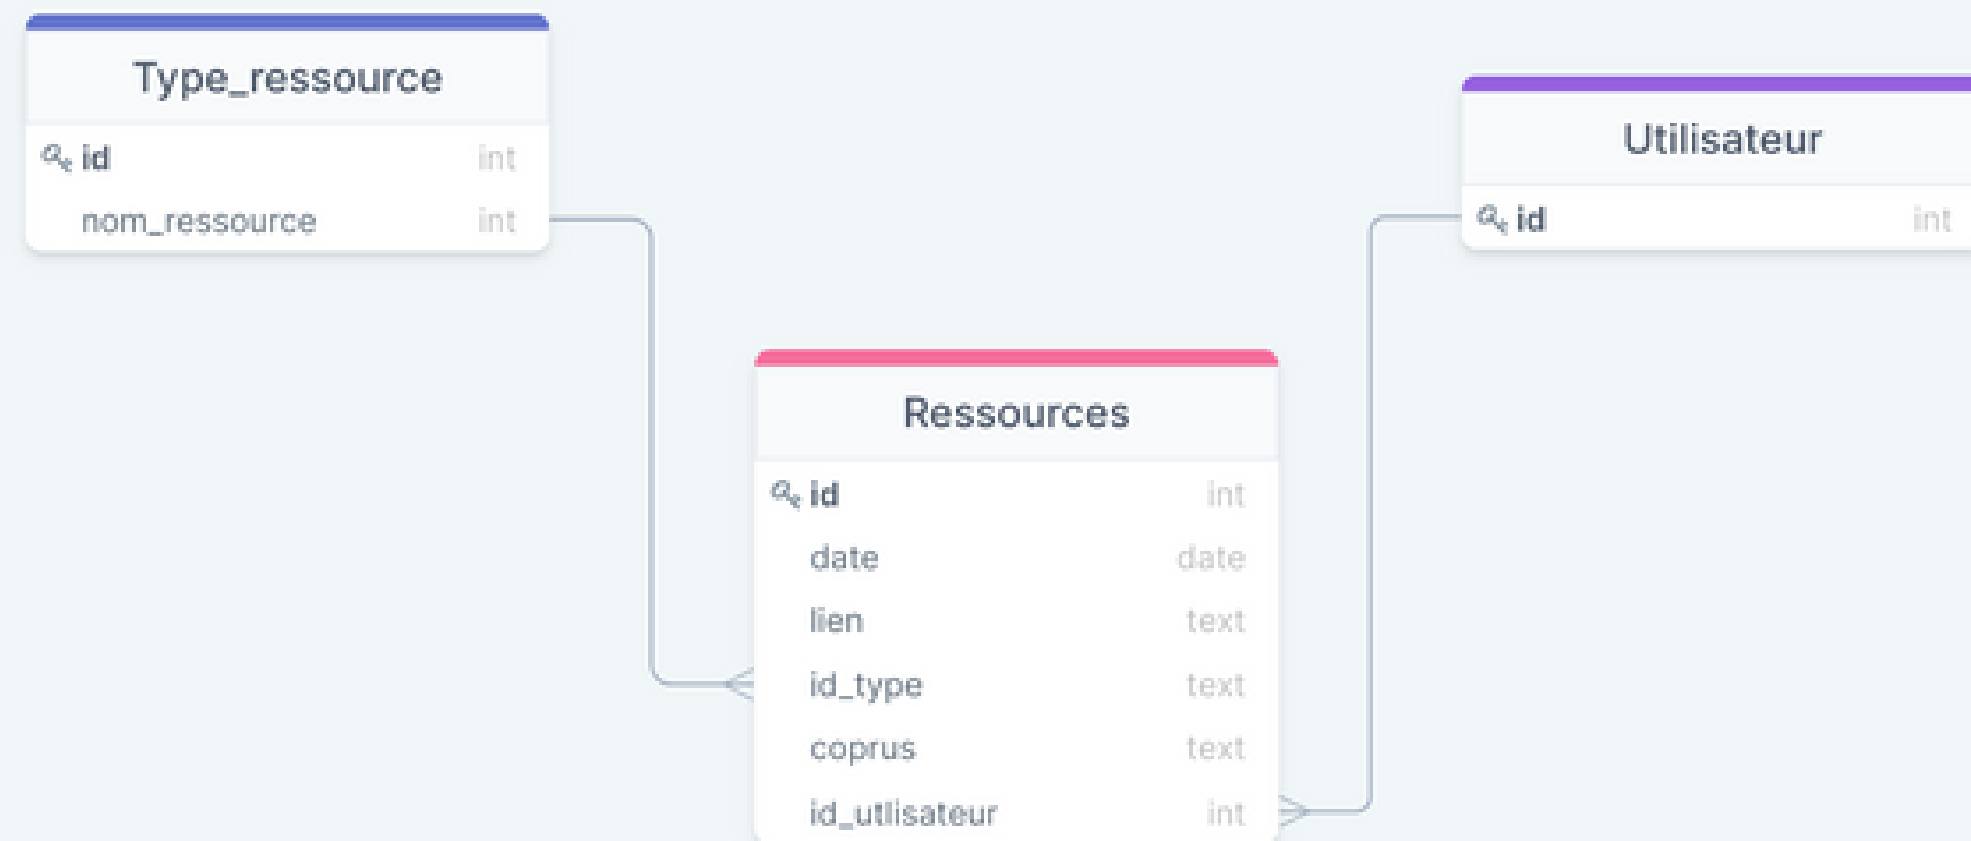 Type_ressource
id int
nom_ressource int
Utilisateur
id int
Ressources
id int
date date
lien text
id_type text
coprus text
id_utlisateur int